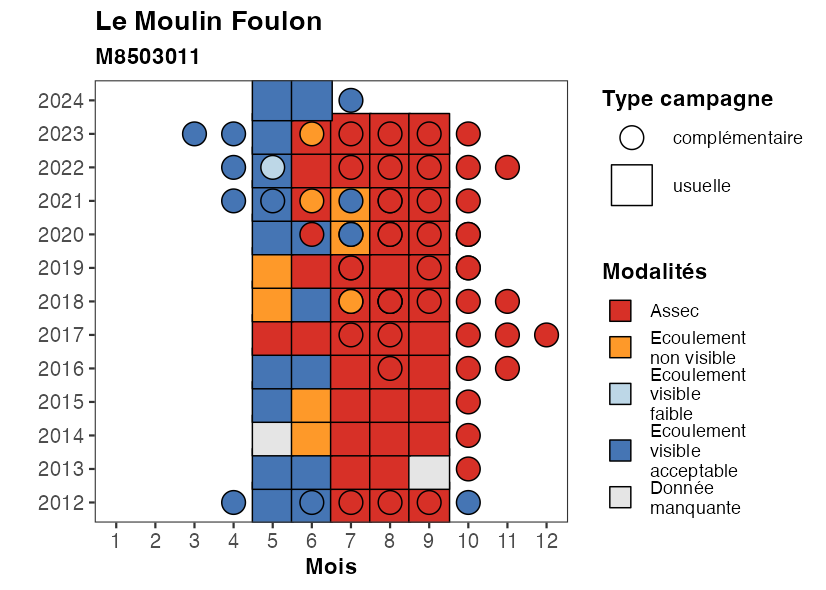 Le Moulin Foulon
M8503011
2024
2023
2022
2021
2020
2019
2018
2017
2016
2015
2014
2013
2012
1 2 3 4 5 6 7 8 9 10 11 12
Mois
Type campagne
complémentaire
usuelle
Modalités
Assec
Ecoulement
non visible
Ecoulement
visible
faible
Ecoulement
visible
acceptable
Donnée
manquante